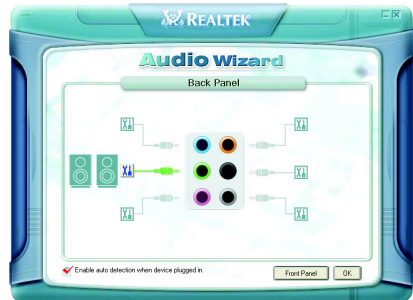 REALTEK
Audio Wizard
Back Panel
Enable auto detection when device plugged in.
Front Panel
OK